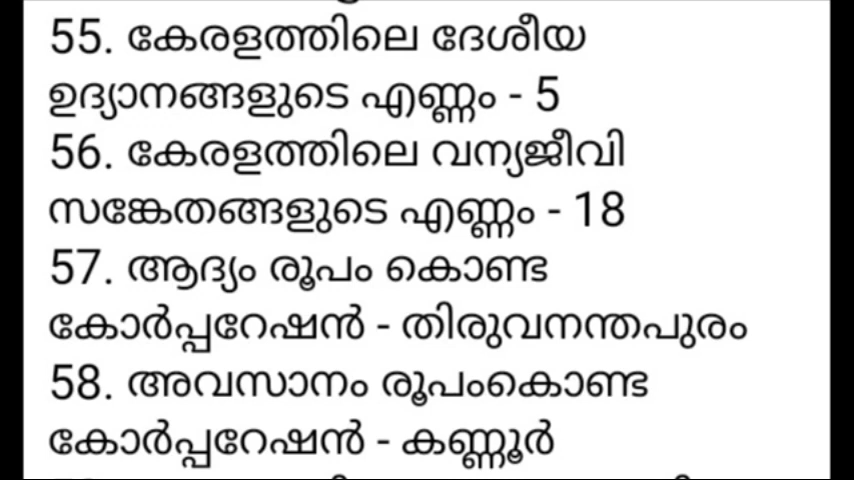 55. കേരളത്തിലെ ദേശീയ
ഉദ്യാനങ്ങളുടെ എണ്ണം - 5
56. കേരളത്തിലെ വന്യജീവി
സങ്കേതങ്ങളുടെ എണ്ണം - 18
57. ആദ്യം രൂപം കൊണ്ട
കോർപ്പറേഷൻ - തിരുവനന്തപുരം
58. അവസാനം രൂപംകൊണ്ട
കോർപ്പറേഷൻ - കണ്ണൂർ